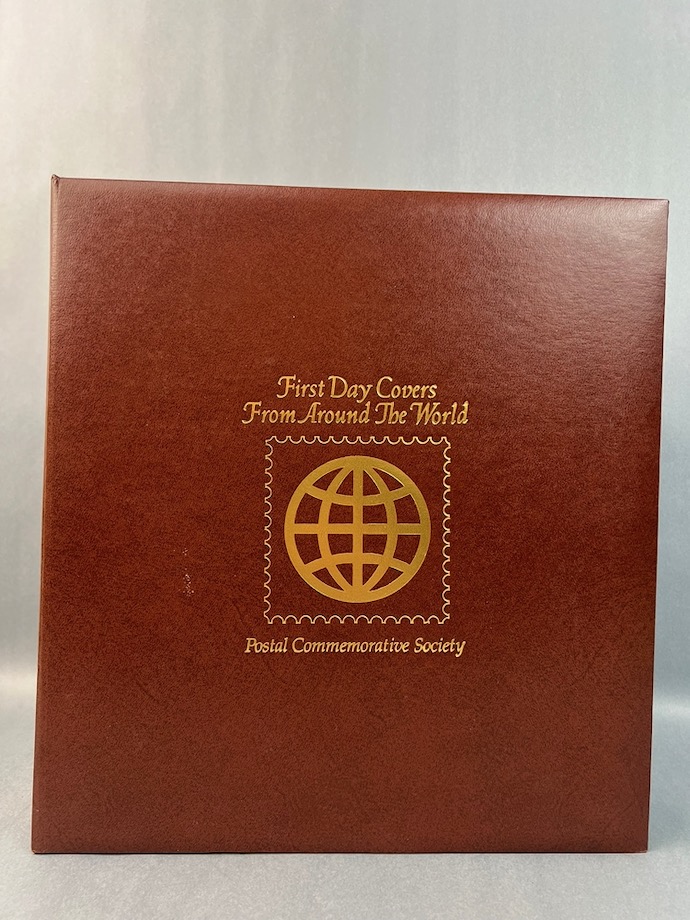 First Day Covers
From Around The World
Postal Commemorative Society